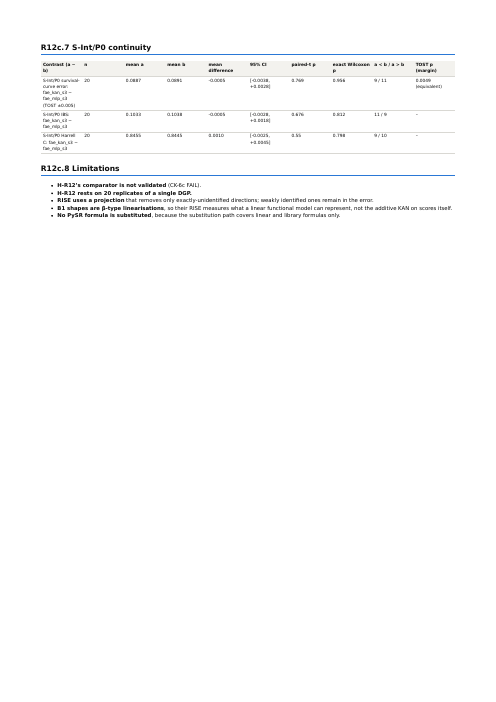 R12c.7 S-Int/P0 continuity
Contrast (a − b) n mean a mean b mean difference 95% CI paired-t p exact Wilcoxon p a < b / a > b TOST p (margin)
S-Int/P0 survival-curve error: fae_kan_s3 − fae_mlp_s3 (TOST ±0.005) 20 0.0887 0.0891 -0.0005 [-0.0038, +0.0028] 0.769 0.956 9 / 11 0.0049 (equivalent)
S-Int/P0 IBS: fae_kan_s3 − fae_mlp_s3 20 0.1033 0.1038 -0.0005 [-0.0028, +0.0018] 0.676 0.812 11 / 9 –
S-Int/P0 Harrell C: fae_kan_s3 − fae_mlp_s3 20 0.8455 0.8445 0.0010 [-0.0025, +0.0045] 0.55 0.798 9 / 10 –
R12c.8 Limitations
• H-R12's comparator is not validated (CK-6c FAIL).
• H-R12 rests on 20 replicates of a single DGP.
• RISE uses a projection that removes only exactly-unidentified directions; weakly identified ones remain in the error.
• B1 shapes are β-type linearisations, so their RISE measures what a linear functional model can represent, not the additive KAN on scores itself.
• No PySR formula is substituted, because the substitution path covers linear and library formulas only.